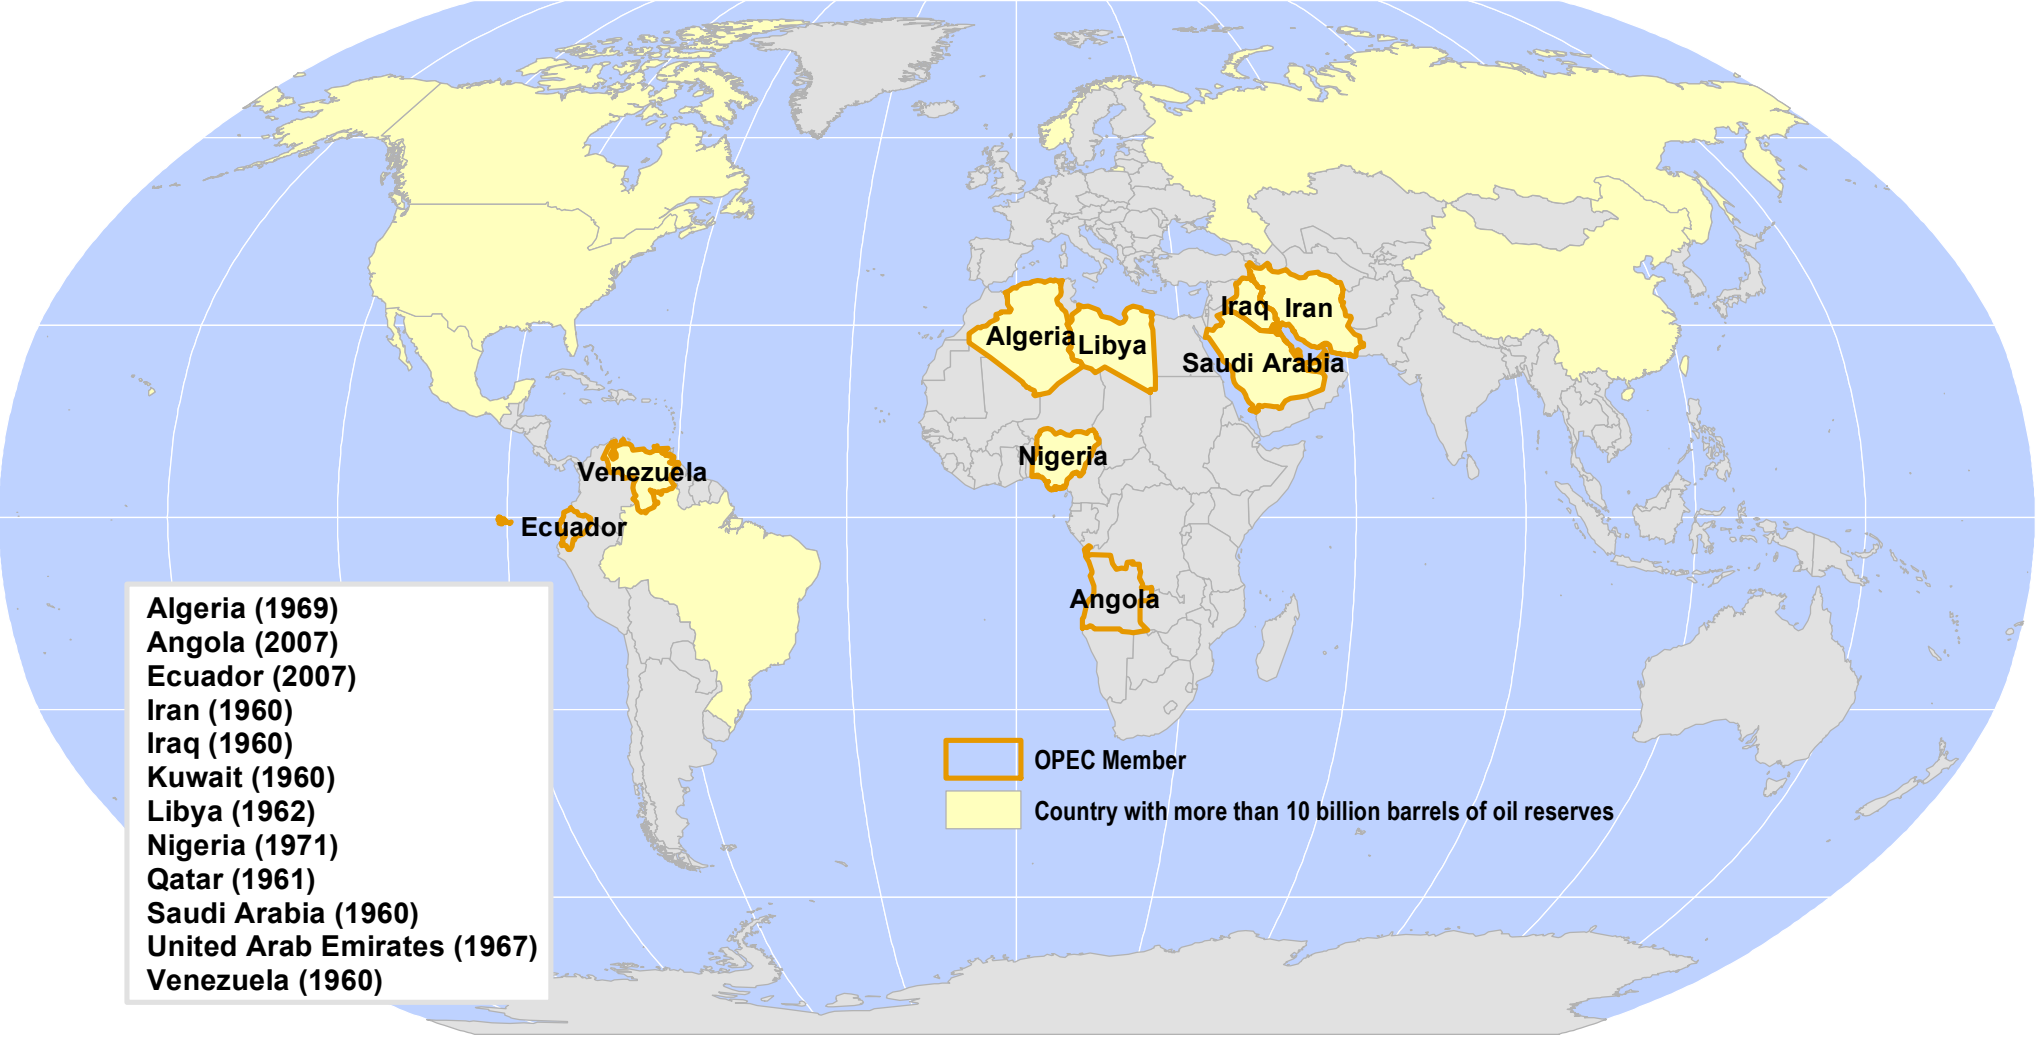 Iraq
Iran
Algeria
Libya
Saudi Arabia
Nigeria
Venezuela
Ecuador
Angola
Algeria (1969)
Angola (2007)
Ecuador (2007)
Iran (1960)
Iraq (1960)
Kuwait (1960)
Libya (1962)
Nigeria (1971)
Qatar (1961)
Saudi Arabia (1960)
United Arab Emirates (1967)
Venezuela (1960)
OPEC Member
Country with more than 10 billion barrels of oil reserves